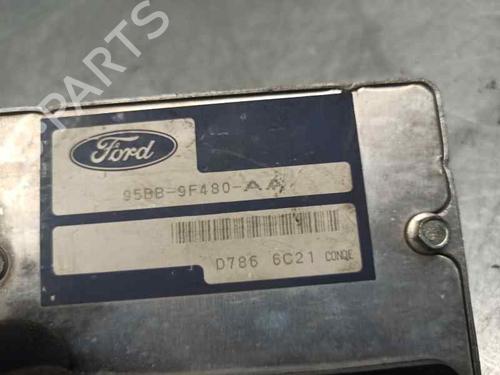 PARTS
Ford
95BB-9F480-AA
D786 6C21 CONQE